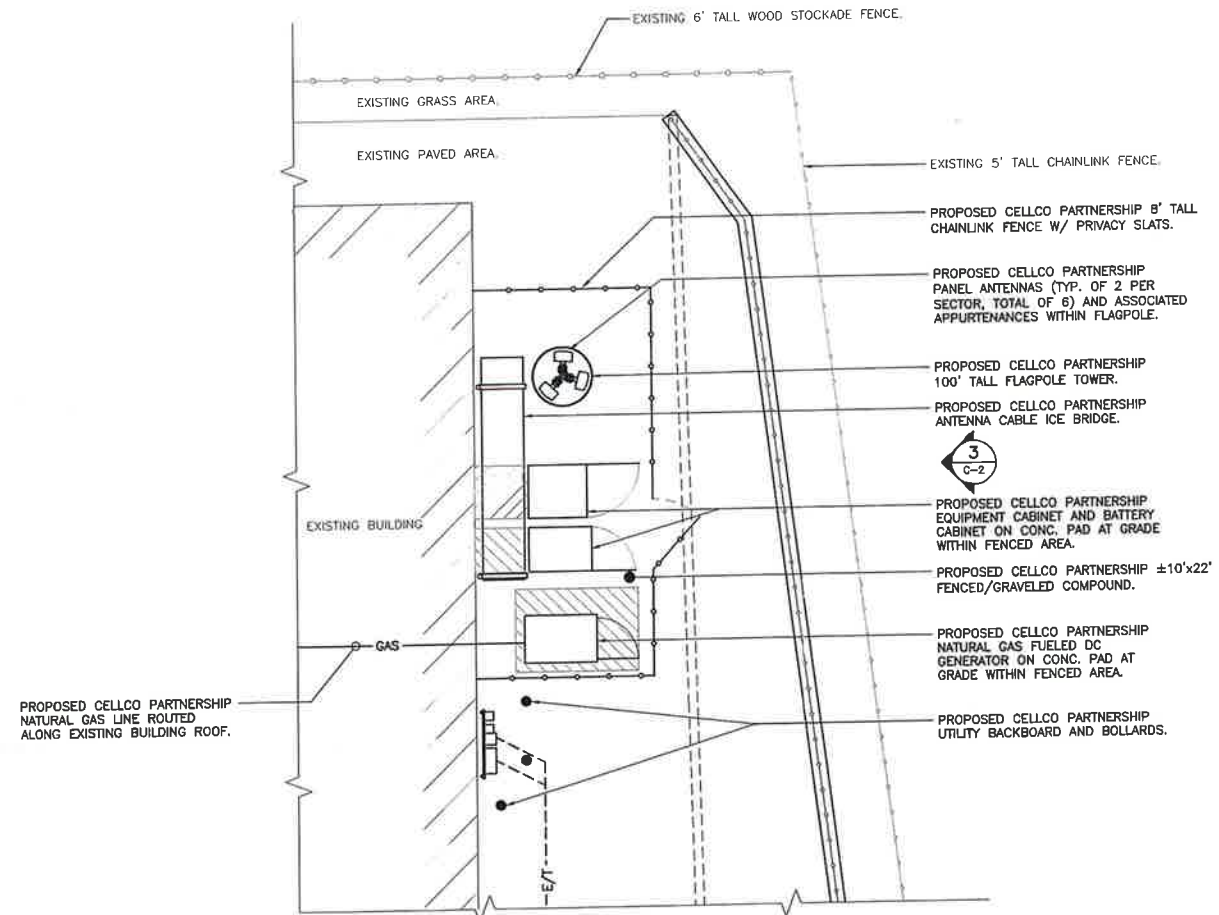 EXISTING 6' TALL WOOD STOCKADE FENCE.
EXISTING GRASS AREA.
EXISTING PAVED AREA.
EXISTING 5' TALL CHAINLINK FENCE.
PROPOSED CELLCO PARTNERSHIP 8' TALL
CHAINLINK FENCE W/ PRIVACY SLATS.
PROPOSED CELLCO PARTNERSHIP
PANEL ANTENNAS (TYP. OF 2 PER
SECTOR, TOTAL OF 6) AND ASSOCIATED
APPURTENANCES WITHIN FLAGPOLE.
PROPOSED CELLCO PARTNERSHIP
100' TALL FLAGPOLE TOWER.
PROPOSED CELLCO PARTNERSHIP
ANTENNA CABLE ICE BRIDGE.
3
C-2
EXISTING BUILDING
PROPOSED CELLCO PARTNERSHIP
EQUIPMENT CABINET AND BATTERY
CABINET ON CONC. PAD AT GRADE
WITHIN FENCED AREA.
PROPOSED CELLCO PARTNERSHIP ±10'x22'
FENCED/GRAVELED COMPOUND.
GAS
PROPOSED CELLCO PARTNERSHIP
NATURAL GAS FUELED DC
GENERATOR ON CONC. PAD AT
GRADE WITHIN FENCED AREA.
PROPOSED CELLCO PARTNERSHIP
NATURAL GAS LINE ROUTED
ALONG EXISTING BUILDING ROOF.
PROPOSED CELLCO PARTNERSHIP
UTILITY BACKBOARD AND BOLLARDS.
E/T